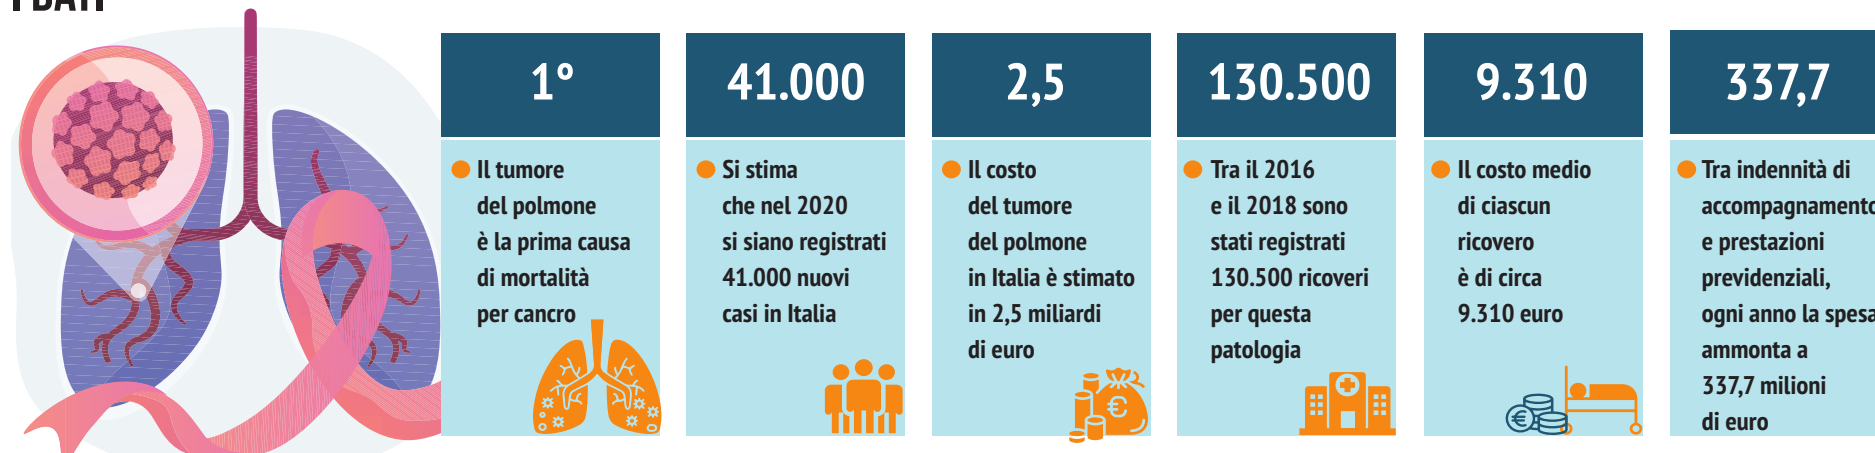 I DATI
1°
Il tumore
del polmone
è la prima causa
di mortalità
per cancro
41.000
Si stima
che nel 2020
si siano registrati
41.000 nuovi
casi in Italia
2,5
Il costo
del tumore
del polmone
in Italia è stimato
in 2,5 miliardi
di euro
130.500
Tra il 2016
e il 2018 sono
stati registrati
130.500 ricoveri
per questa
patologia
9.310
Il costo medio
di ciascun
ricovero
è di circa
9.310 euro
337,7
Tra indennità di
accompagnamento
e prestazioni
previdenziali,
ogni anno la spesa
ammonta a
337,7 milioni
di euro